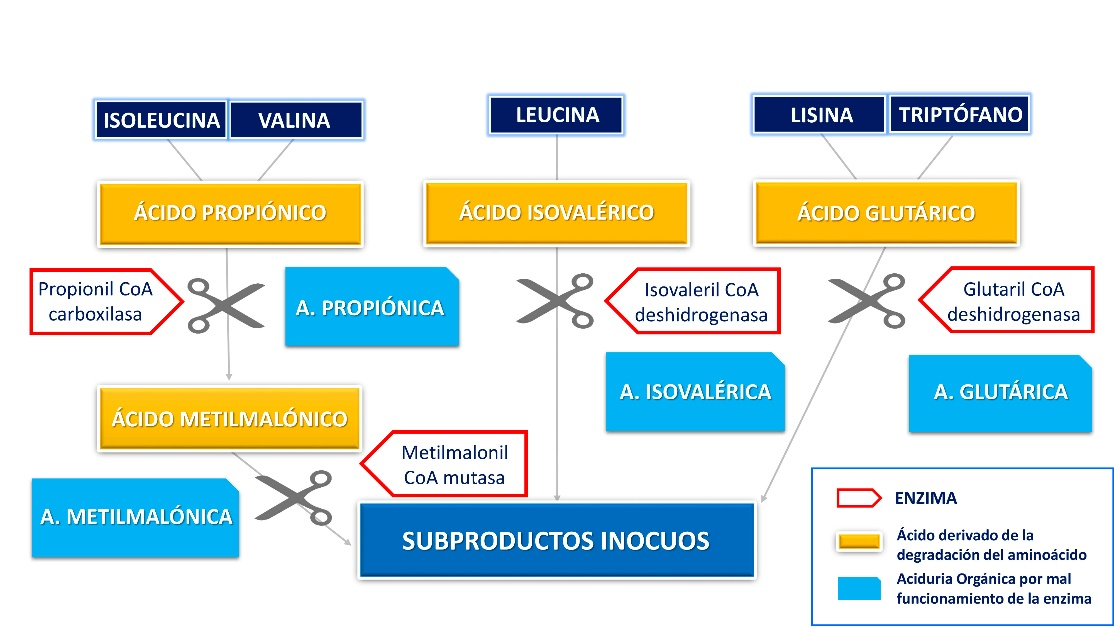 ISOLEUCINA
VALINA
LEUCINA
LISINA
TRIPTÓFANO
ÁCIDO PROPIÓNICO
ÁCIDO ISOVALÉRICO
ÁCIDO GLUTÁRICO
Propionil CoA
carboxilasa
A. PROPIÓNICA
Isovaleril CoA
deshidrogenasa
Glutaril CoA
deshidrogenasa
A. ISOVALÉRICA
A. GLUTÁRICA
ÁCIDO METILMALÓNICO
Metilmalonil
CoA mutasa
A. METILMALÓNICA
SUBPRODUCTOS INOCUOS
ENZIMA
Ácido derivado de la
degradación del aminoácido
Aciduria Orgánica por mal
funcionamiento de la enzima